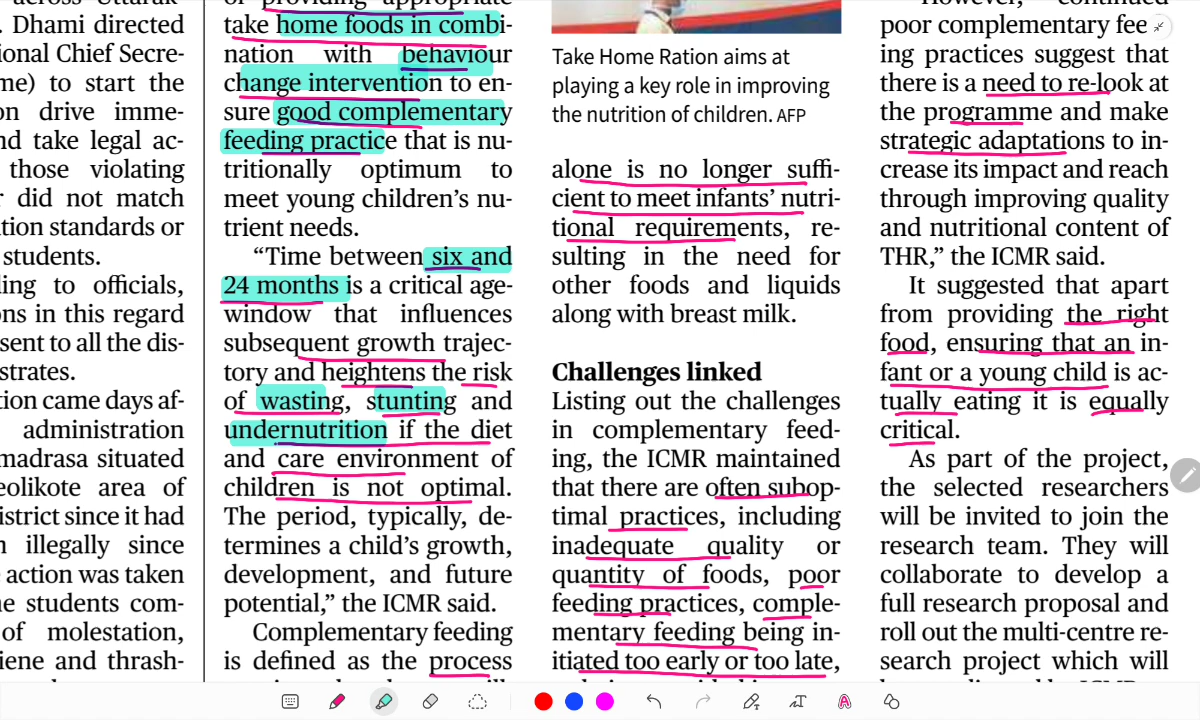 across Uttarak-
. Dhami directed
ional Chief Secre-
me) to start the
on drive imme-
nd take legal ac-
those violating
r did not match
ation standards or
students.
ling to officials,
ons in this regard
sent to all the dis-
strates.
tion came days af-
administration
madrasa situated
eolikote area of
istrict since it had
n illegally since
e action was taken
he students com-
of molestation,
iene and thrash-
of providing appropriate
take home foods in combi-
nation with behaviour
change intervention to en-
sure good complementary
feeding practice that is nu-
tritionally optimum to
meet young children’s nu-
trient needs.
“Time between six and
24 months is a critical age-
window that influences
subsequent growth trajec-
tory and heightens the risk
of wasting, stunting and
undernutrition if the diet
and care environment of
children is not optimal.
The period, typically, de-
termines a child’s growth,
development, and future
potential,” the ICMR said.
Complementary feeding
is defined as the process
Take Home Ration aims at
playing a key role in improving
the nutrition of children. AFP
alone is no longer suffi-
cient to meet infants’ nutri-
tional requirements, re-
sulting in the need for
other foods and liquids
along with breast milk.
Challenges linked
Listing out the challenges
in complementary feed-
ing, the ICMR maintained
that there are often subop-
timal practices, including
inadequate quality or
quantity of foods, poor
feeding practices, comple-
mentary feeding being in-
itiated too early or too late,
However, continued
poor complementary fee
ing practices suggest that
there is a need to re-look at
the programme and make
strategic adaptations to in-
crease its impact and reach
through improving quality
and nutritional content of
THR,” the ICMR said.
It suggested that apart
from providing the right
food, ensuring that an in-
fant or a young child is ac-
tually eating it is equally
critical.
As part of the project,
the selected researchers
will be invited to join the
research team. They will
collaborate to develop a
full research proposal and
roll out the multi-centre re-
search project which will